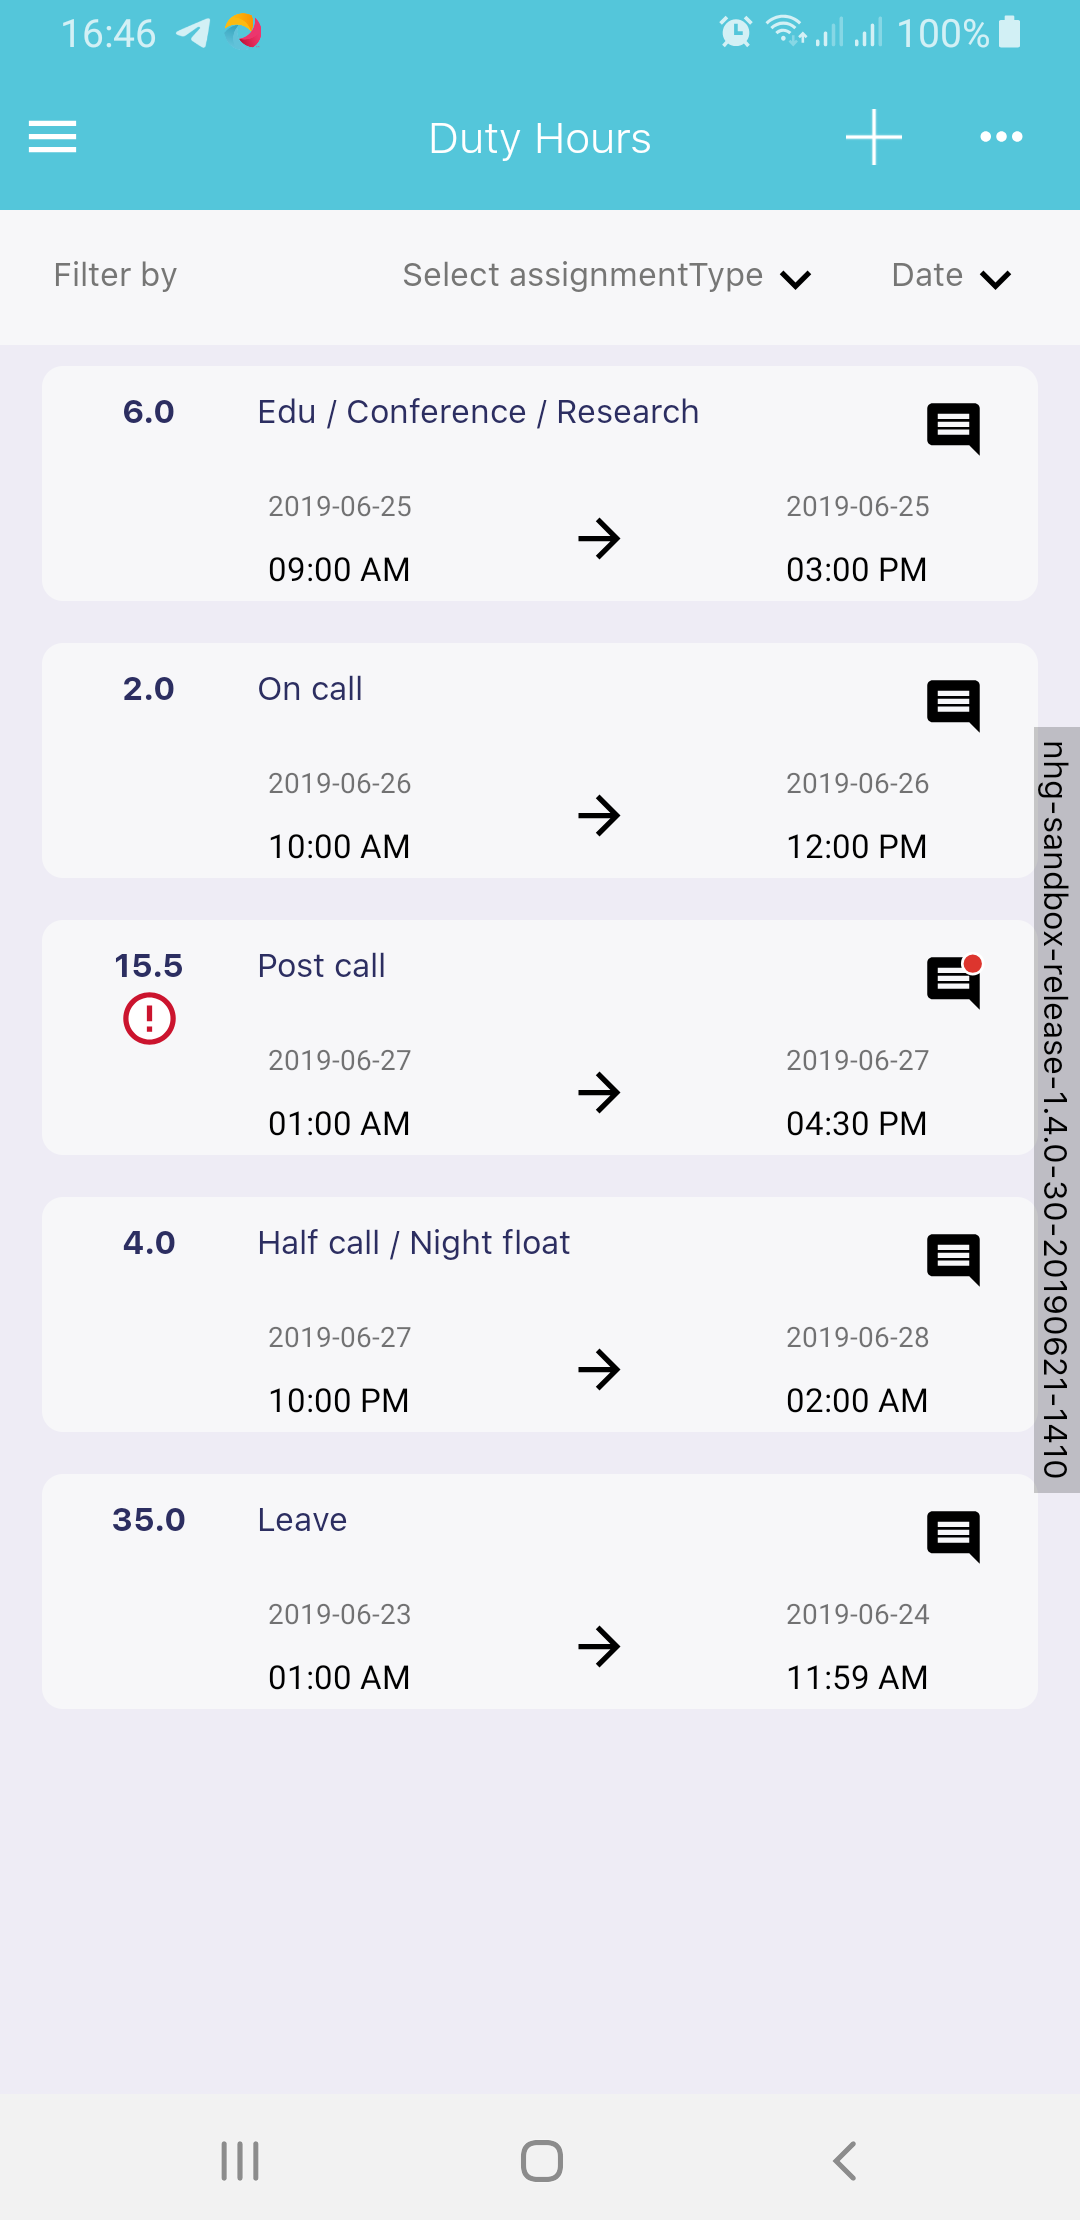 16:46
100%
Duty Hours
Filter by Select assignmentType Date
6.0 Edu / Conference / Research
2019-06-25 2019-06-25
09:00 AM 03:00 PM
2.0 On call
2019-06-26 2019-06-26
10:00 AM 12:00 PM
15.5 Post call
2019-06-27 2019-06-27
01:00 AM 04:30 PM
4.0 Half call / Night float
2019-06-27 2019-06-28
10:00 PM 02:00 AM
35.0 Leave
2019-06-23 2019-06-24
01:00 AM 11:59 AM
nhg-sandbox-release-1.4.0-30-20190621-1410